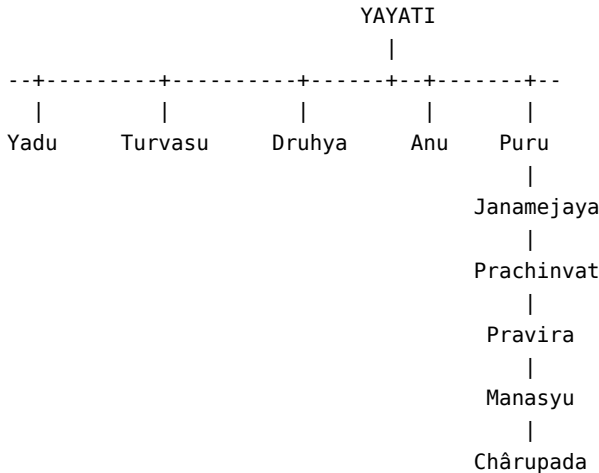 YAYATI
Yadu Turvasu Druhya Anu Puru
Janamejaya
Prachinvat
Pravira
Manasyu
Chârupada